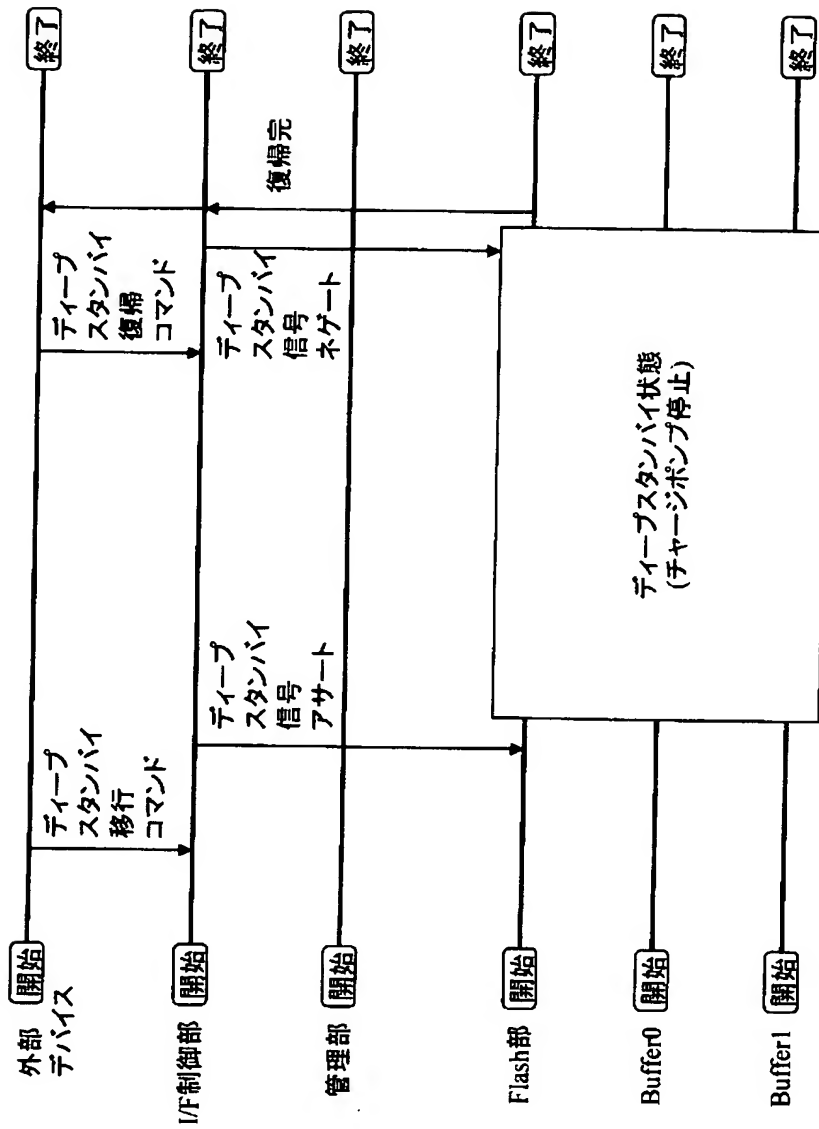 外部
デバイス
I/F制御部
管理部
Flash部
Buffer0
Buffer1
開始
開始
開始
開始
開始
開始
ディープ
スタンバイ
移行
コマンド
ディープ
スタンバイ
信号
アサート
ディープスタンバイ状態
(チャージポンプ停止)
ディープ
スタンバイ
復帰
コマンド
ディープ
スタンバイ
信号
ネゲート
復帰完
終了
終了
終了
終了
終了
終了